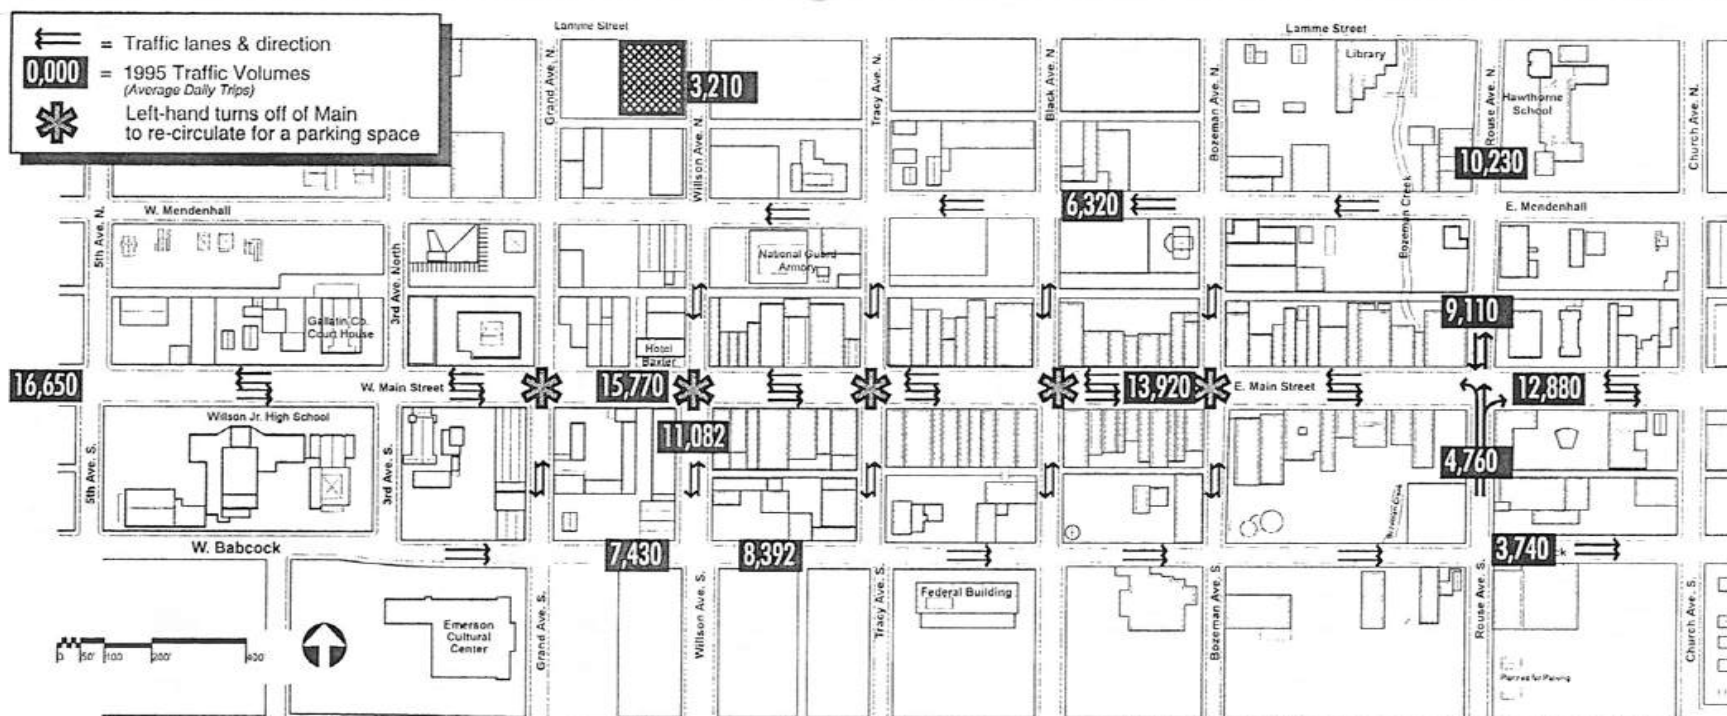 = Traffic lanes & direction
0,000 = 1995 Traffic Volumes
(Average Daily Trips)
Left-hand turns off of Main
to re-circulate for a parking space
Lamme Street
Lamme Street
Library
Hawthorne
School
Grand Ave. N.
3,210
Willson Ave. N.
Tracy Ave. N.
Black Ave. N.
Bozeman Ave. N.
Rouse Ave. N.
Church Ave. N.
10,230
Bozeman Creek
W. Mendenhall
6,320
E. Mendenhall
5th Ave. N.
3rd Ave. North
National Guard
Armory
Gallatin Co.
Court House
Hotel
Baxter
9,110
16,650
W. Main Street
15,770
13,920
E. Main Street
12,880
Willson Jr. High School
11,082
4,760
5th Ave. S.
3rd Ave. S.
Bozeman Creek
W. Babcock
7,430
8,392
3,740
Federal Building
Emerson
Cultural
Center
Grand Ave. S.
Willson Ave. S.
Tracy Ave. S.
Bozeman Ave. S.
Rouse Ave. S.
Church Ave. S.
0 50' 100 200' 400'
Planned for Parking